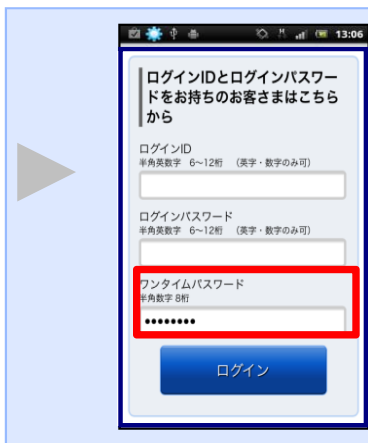 13:06
ログインIDとログインパスワー
ドをお持ちのお客さまはこちら
から
ログインID
半角英数字 6～12桁 （英字・数字のみ可）
ログインパスワード
半角英数字 6～12桁 （英字・数字のみ可）
ワンタイムパスワード
半角数字 8桁
••••••••
ログイン